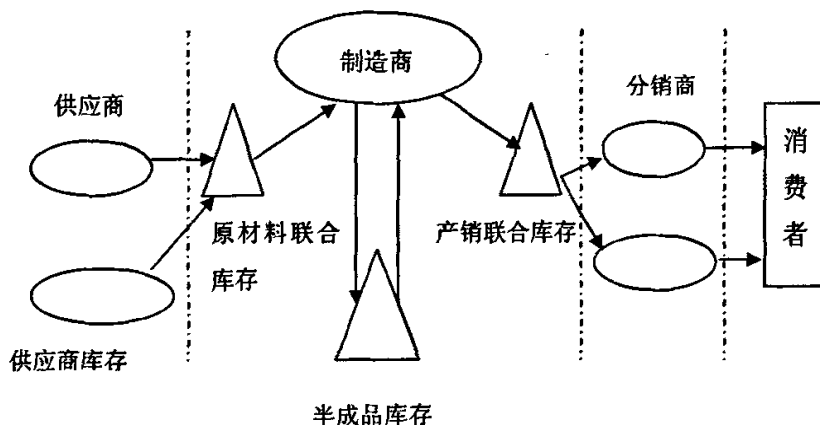 制造商
供应商
分销商
消费者
原材料联合
库存
产销联合库存
供应商库存
半成品库存